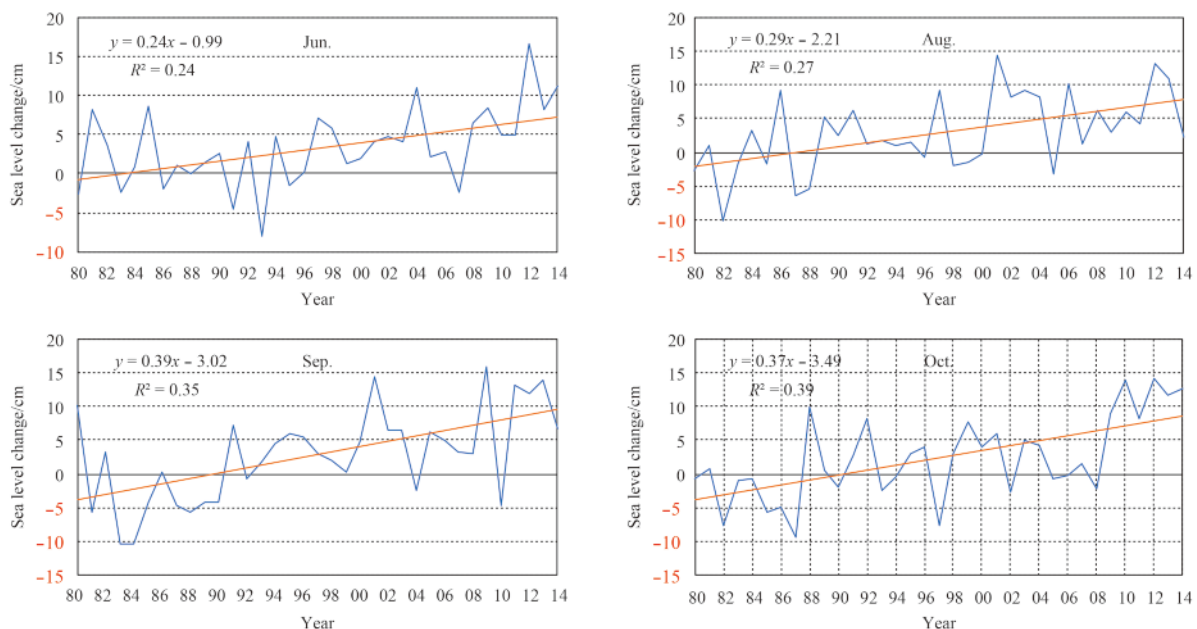 20
15
10
5
0
−5
−10
Sea level change/cm
y = 0.24x − 0.99
R² = 0.24
Jun.
80 82 84 86 88 90 92 94 96 98 00 02 04 06 08 10 12 14
Year
20
15
10
5
0
−5
−10
−15
Sea level change/cm
y = 0.29x − 2.21
R² = 0.27
Aug.
80 82 84 86 88 90 92 94 96 98 00 02 04 06 08 10 12 14
Year
20
15
10
5
0
−5
−10
−15
Sea level change/cm
y = 0.39x − 3.02
R² = 0.35
Sep.
80 82 84 86 88 90 92 94 96 98 00 02 04 06 08 10 12 14
Year
20
15
10
5
0
−5
−10
−15
Sea level change/cm
y = 0.37x − 3.49
R² = 0.39
Oct.
80 82 84 86 88 90 92 94 96 98 00 02 04 06 08 10 12 14
Year